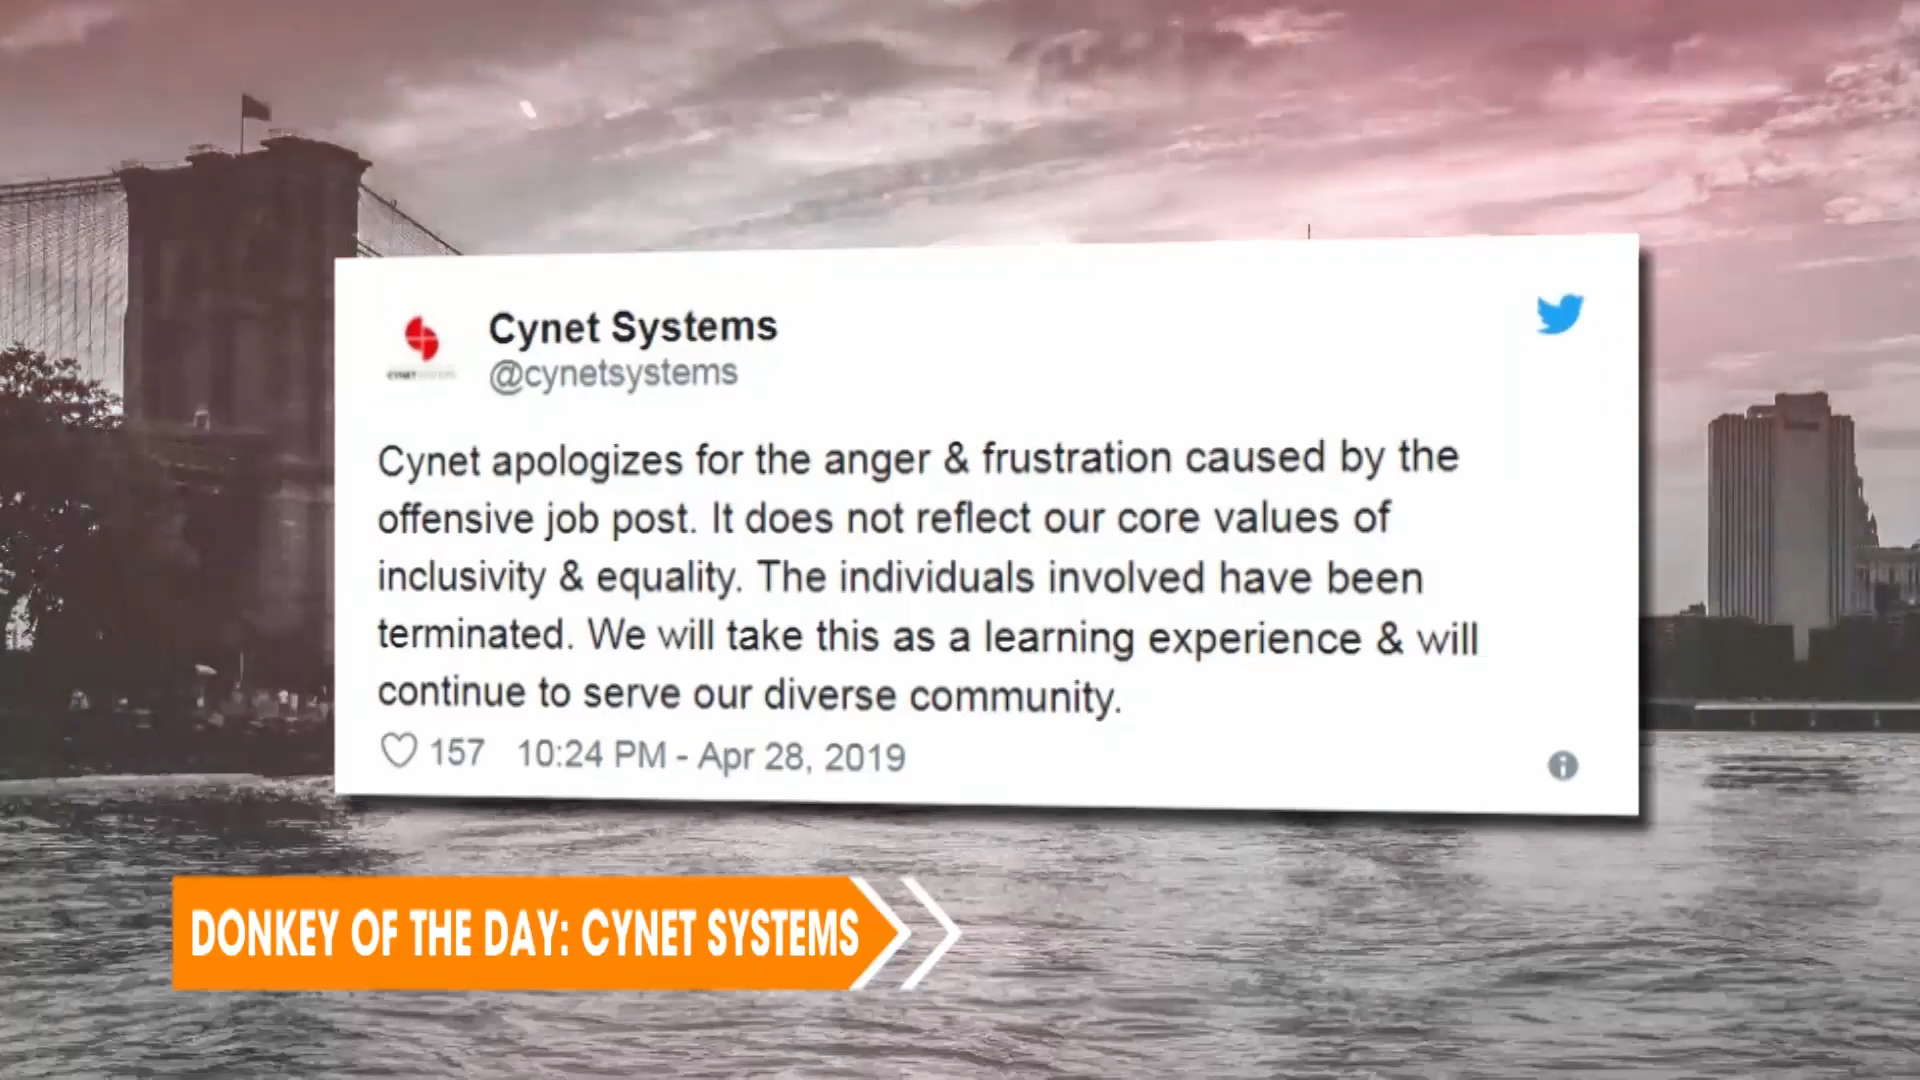 Cynet Systems
@cynetsystems
Cynet apologizes for the anger & frustration caused by the
offensive job post. It does not reflect our core values of
inclusivity & equality. The individuals involved have been
terminated. We will take this as a learning experience & will
continue to serve our diverse community.
157 10:24 PM - Apr 28, 2019
DONKEY OF THE DAY: CYNET SYSTEMS